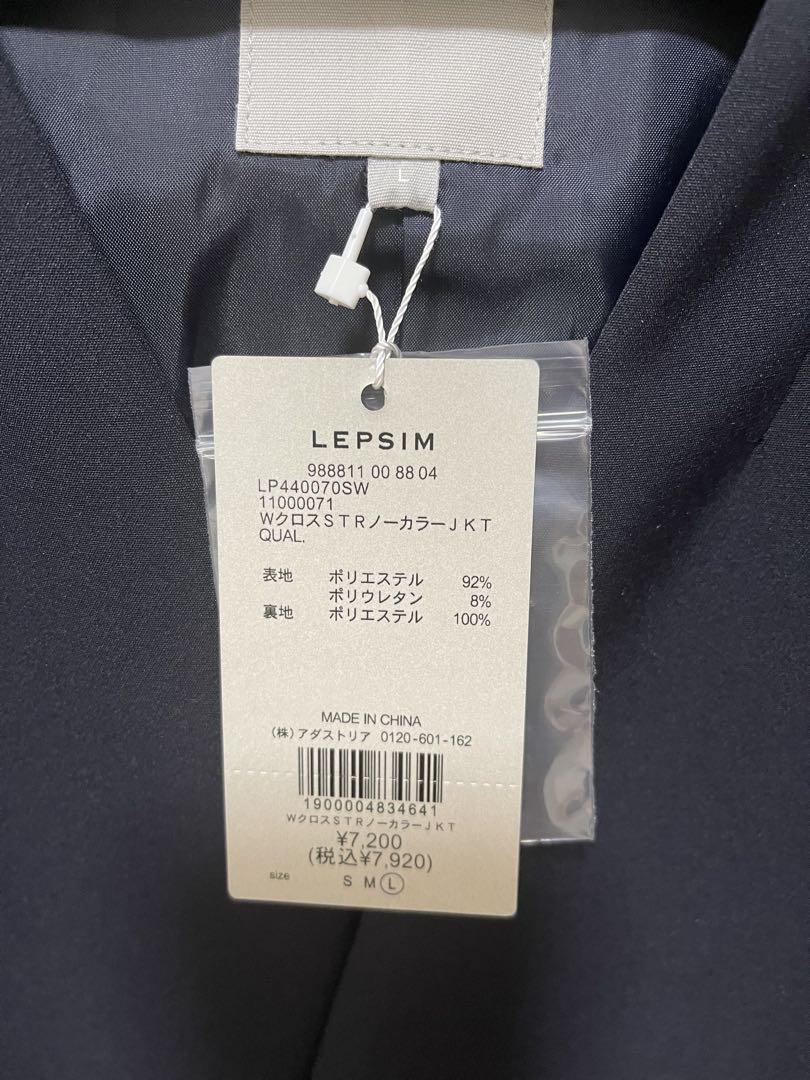 L
LEPSIM
988811 00 88 04
LP440070SW
11000071
WクロスSTRノーカラーJKT
QUAL.
表地 ポリエステル 92%
ポリウレタン 8%
裏地 ポリエステル 100%
MADE IN CHINA
(株)アダストリア 0120-601-162
1900004834641
WクロスSTRノーカラーJKT
¥7,200
(税込¥7,920)
size S M L